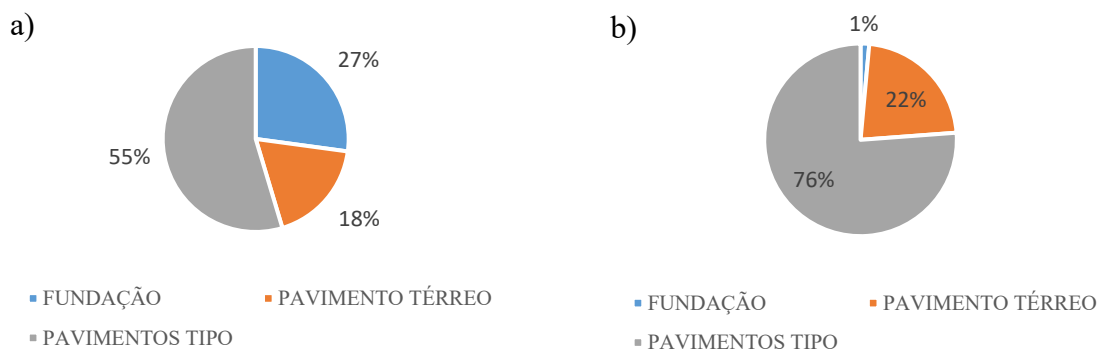 a)
27%
55%
18%
FUNDAÇÃO
PAVIMENTO TÉRREO
PAVIMENTOS TIPO
b)
1%
22%
76%
FUNDAÇÃO
PAVIMENTO TÉRREO
PAVIMENTOS TIPO